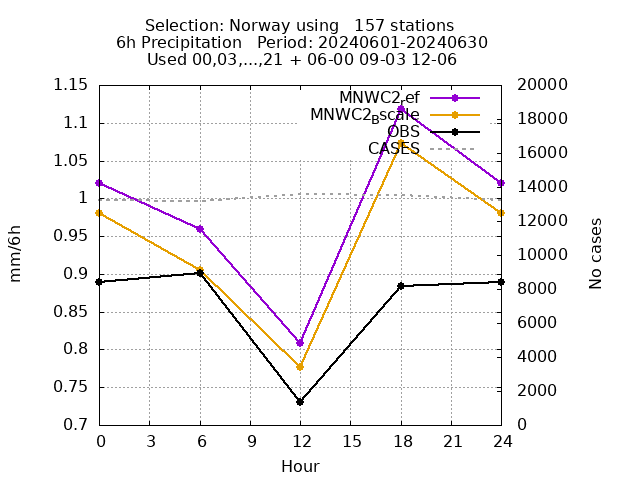 Selection: Norway using   157 stations
6h Precipitation   Period: 20240601-20240630
Used 00,03,...,21 + 06-00 09-03 12-06
1.15
1.1
1.05
1
0.95
0.9
0.85
0.8
0.75
0.7
mm/6h
MNWC2ref
MNWC2Bscale
OBS
CASES
20000
18000
16000
14000
12000
10000
8000
6000
4000
2000
0
No cases
0 3 6 9 12 15 18 21 24
Hour